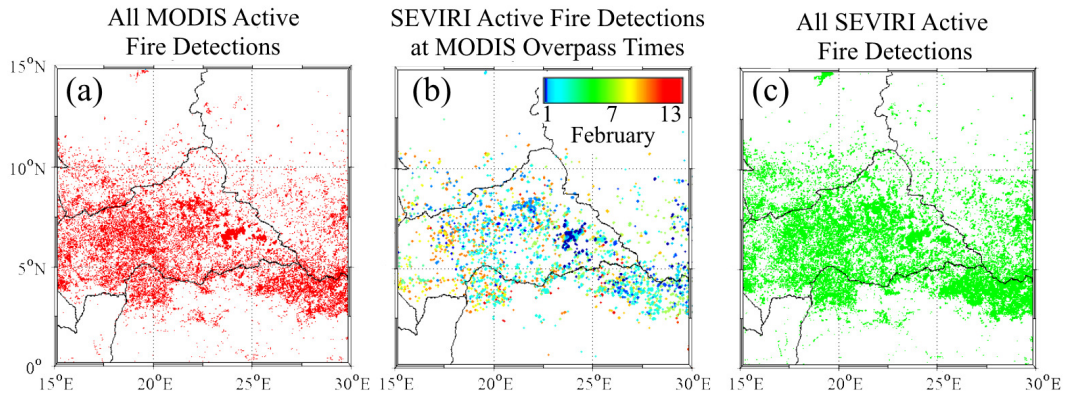 All MODIS Active
Fire Detections
SEVIRI Active Fire Detections
at MODIS Overpass Times
All SEVIRI Active
Fire Detections
15°N
10°N
5°N
0°
(a)
(b)
(c)
1 7 13
February
15°E 20°E 25°E 30°E
15°E 20°E 25°E 30°E
15°E 20°E 25°E 30°E